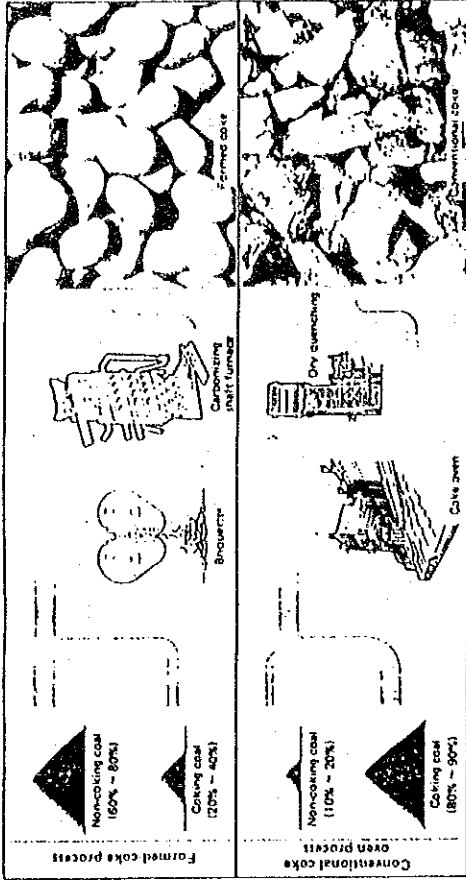 Formed coke process
Non-coking coal
(60% ~ 80%)
Coking coal
(20% ~ 40%)
Briquette
Carbonizing
shaft furnace
Formed coke
Conventional coke
oven process
Non-coking coal
(10% ~ 20%)
Coking coal
(80% ~ 90%)
Coke oven
Dry quenching
Conventional coke